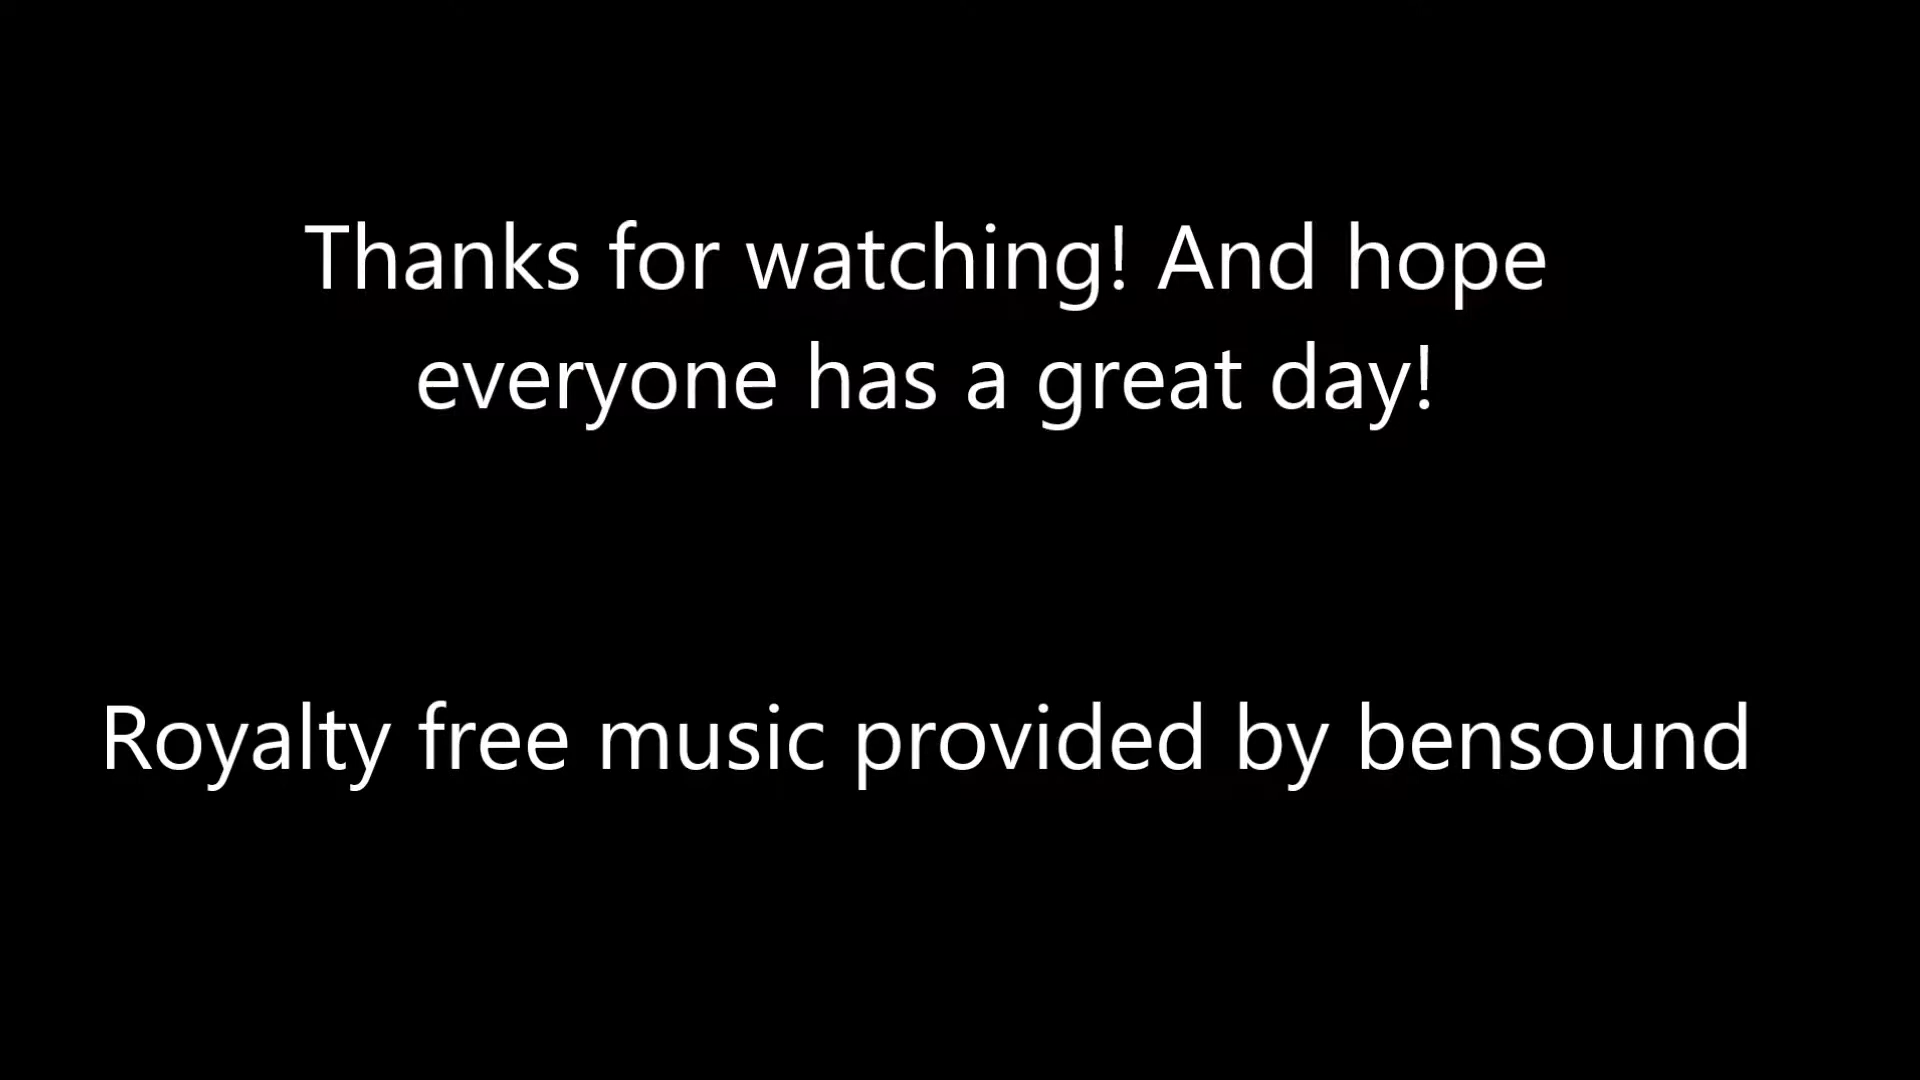 Thanks for watching! And hope
everyone has a great day!
Royalty free music provided by bensound